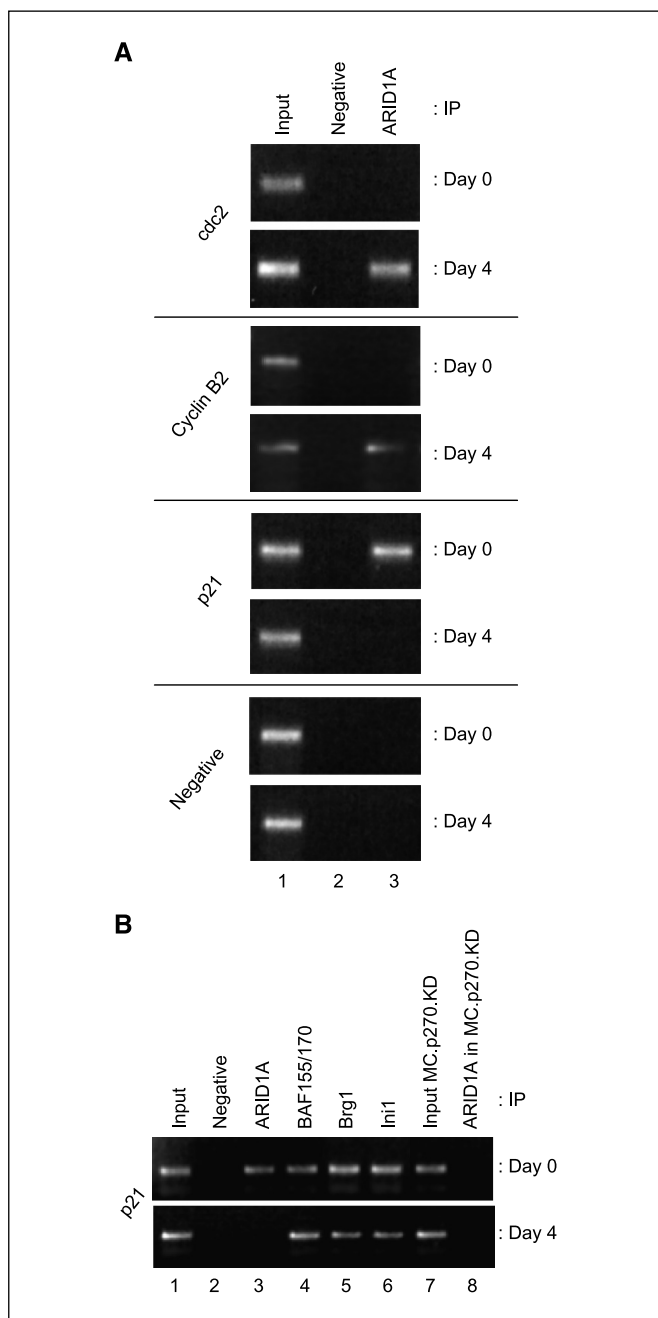 A
Input
Negative
ARID1A
: IP
cdc2
: Day 0
: Day 4
Cyclin B2
: Day 0
: Day 4
p21
: Day 0
: Day 4
Negative
: Day 0
: Day 4
1 2 3
B
Input
Negative
ARID1A
BAF155/170
Brg1
Ini1
Input MC.p270.KD
ARID1A in MC.p270.KD
: IP
p21
: Day 0
: Day 4
1 2 3 4 5 6 7 8